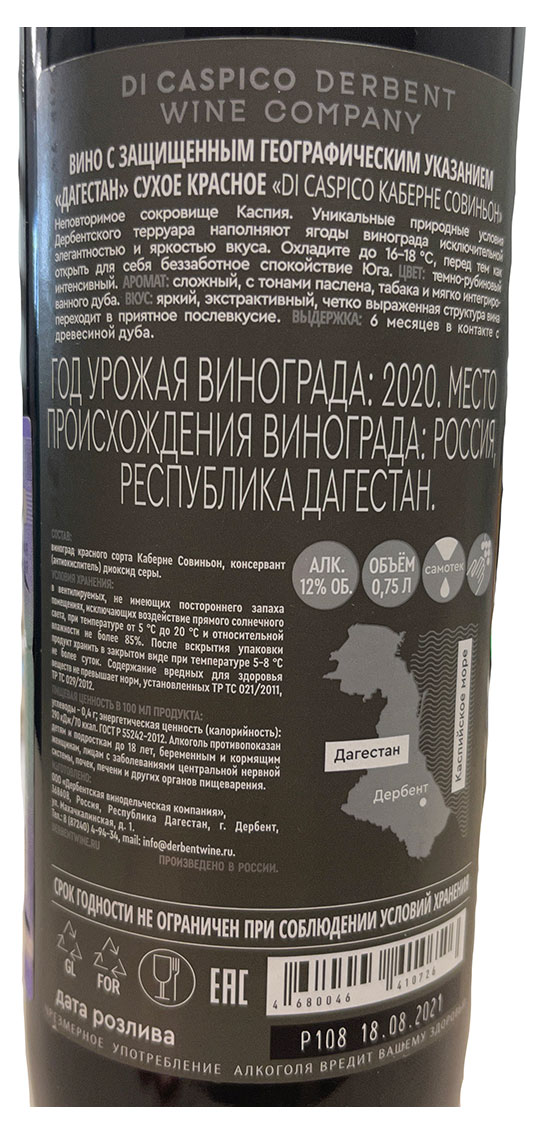 DI CASPICO DERBENT
WINE COMPANY
ВИНО С ЗАЩИЩЕННЫМ ГЕОГРАФИЧЕСКИМ УКАЗАНИЕМ
«ДАГЕСТАН» СУХОЕ КРАСНОЕ «DI CASPICO КАБЕРНЕ СОВИНЬОН»
Неповторимое сокровище Каспия. Уникальные природные условия
Дербентского терруара наполняют ягоды винограда исключительной
элегантностью и яркостью вкуса. Охладите до 16-18 °С, перед тем как
открыть для себя беззаботное спокойствие Юга. ЦВЕТ: темно-рубиновый
интенсивный. АРОМАТ: сложный, с тонами паслена, табака и мягко интегриро-
ванного дуба. ВКУС: яркий, экстрактивный, четко выраженная структура вина
переходит в приятное послевкусие. ВЫДЕРЖКА: 6 месяцев в контакте с
древесиной дуба.
ГОД УРОЖАЯ ВИНОГРАДА: 2020. МЕСТО
ПРОИСХОЖДЕНИЯ ВИНОГРАДА: РОССИЯ,
РЕСПУБЛИКА ДАГЕСТАН.
СОСТАВ:
виноград красного сорта Каберне Совиньон, консервант
(антиокислитель) диоксид серы.
УСЛОВИЯ ХРАНЕНИЯ:
в вентилируемых, не имеющих постороннего запаха
помещениях, исключающих воздействие прямого солнечного
света, при температуре от 5 °С до 20 °С и относительной
влажности не более 85%. После вскрытия упаковки
продукт хранить в закрытом виде при температуре 5-8 °С
не более суток. Содержание вредных для здоровья
веществ не превышает норм, установленных ТР ТС 021/2011,
ТР ТС 029/2012.
ПИЩЕВАЯ ЦЕННОСТЬ В 100 МЛ ПРОДУКТА:
углеводы - 0,4 г; энергетическая ценность (калорийность):
290 кДж/70 ккал. ГОСТ Р 55242-2012. Алкоголь противопоказан
детям и подросткам до 18 лет, беременным и кормящим
женщинам, лицам с заболеваниями центральной нервной
системы, почек, печени и других органов пищеварения.
ИЗГОТОВЛЕНО:
ООО «Дербентская винодельческая компания»,
368608, Россия, Республика Дагестан, г. Дербент,
ул. Махачкалинская, д. 1.
Тел.: 8 (87240) 4-94-34, mail: info@derbentwine.ru.
DERBENTWINE.RU
ПРОИЗВЕДЕНО В РОССИИ.
АЛК.
12% ОБ.
ОБЪЁМ
0,75 Л
самотек
Каспийское море
Дагестан
Дербент
СРОК ГОДНОСТИ НЕ ОГРАНИЧЕН ПРИ СОБЛЮДЕНИИ УСЛОВИЙ ХРАНЕНИЯ
GL
FOR
EAC
4 680046 410726
дата розлива
P108 18.08.2021
ЧРЕЗМЕРНОЕ УПОТРЕБЛЕНИЕ АЛКОГОЛЯ ВРЕДИТ ВАШЕМУ ЗДОРОВЬЮ